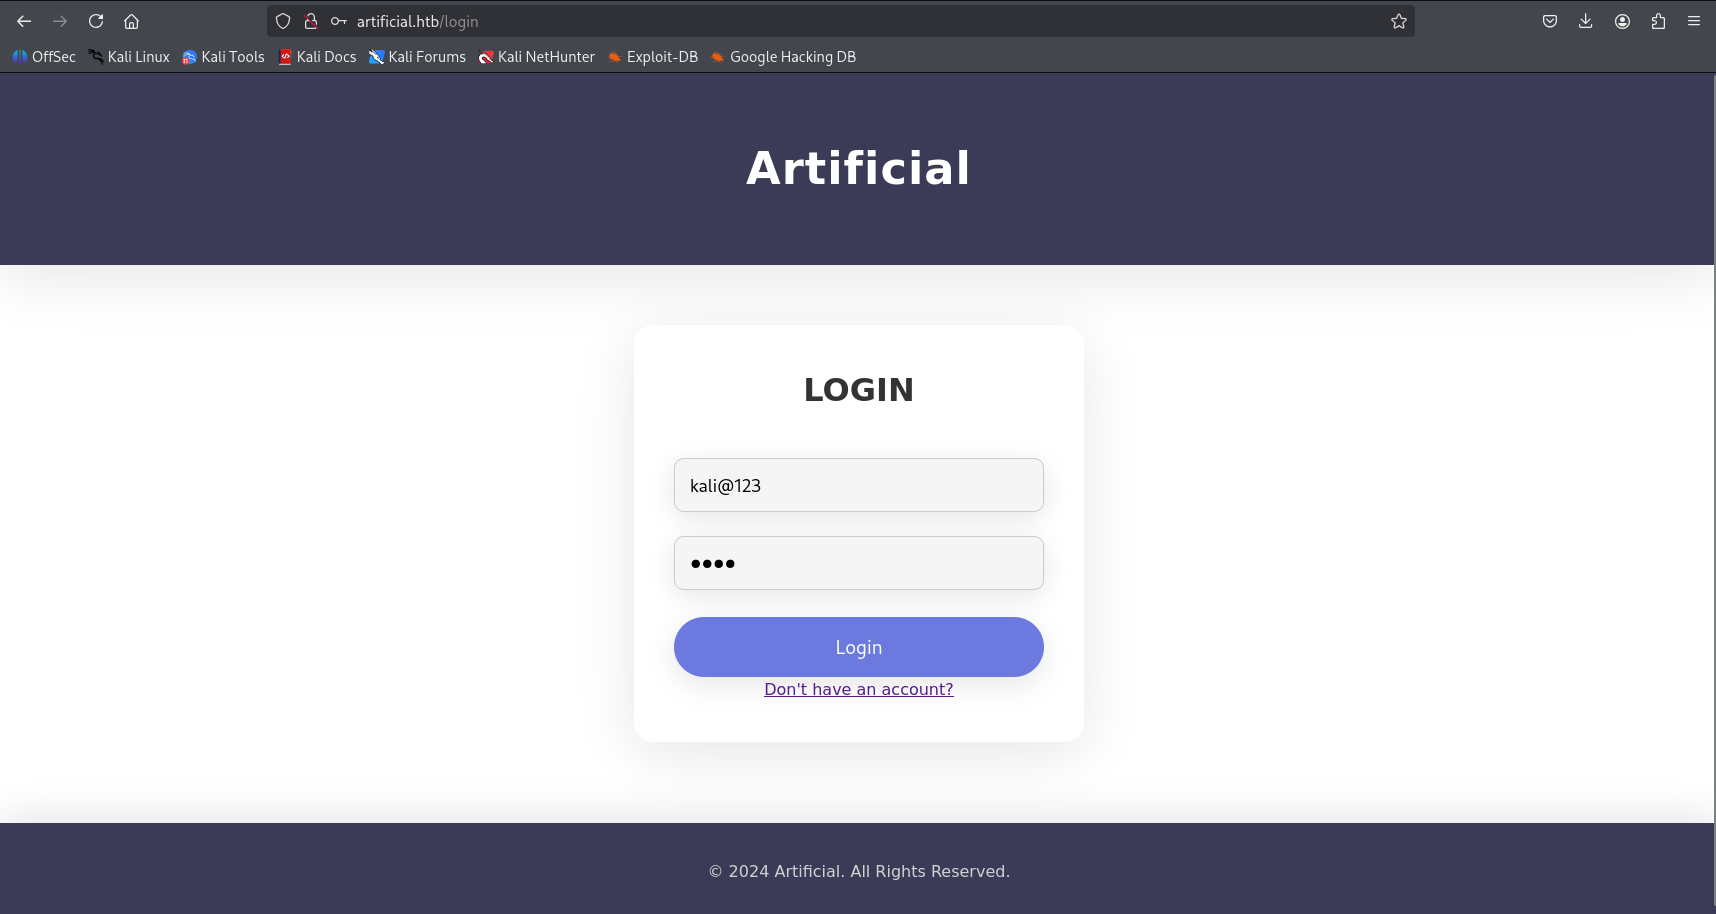 artificial.htb/login
OffSec Kali Linux Kali Tools Kali Docs Kali Forums Kali NetHunter Exploit-DB Google Hacking DB
Artificial
LOGIN
kali@123
••••
Login
Don't have an account?
© 2024 Artificial. All Rights Reserved.